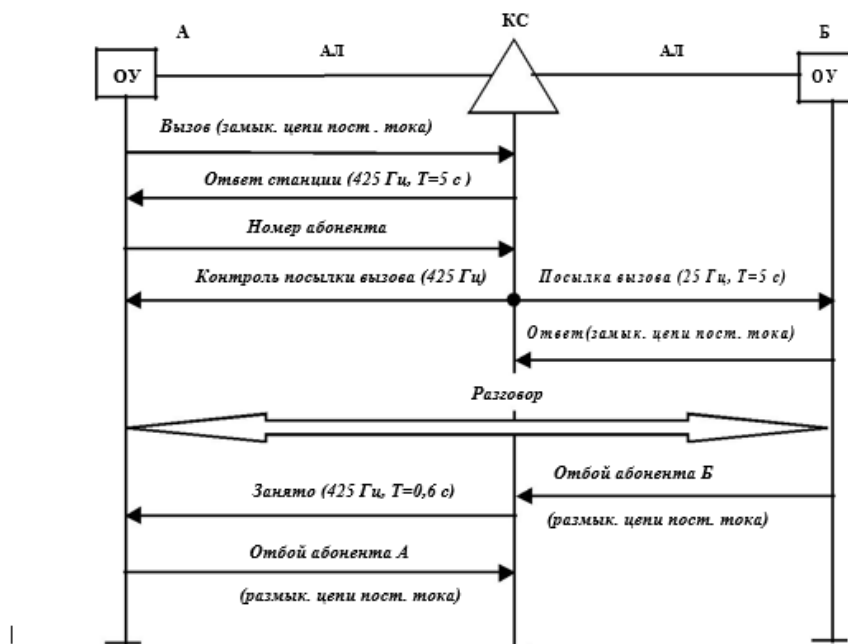 А
КС
Б
АЛ
АЛ
ОУ
ОУ
Вызов (замык. цепи пост . тока)
Ответ станции (425 Гц, Т=5 с )
Номер абонента
Контроль посылки вызова (425 Гц)
Посылка вызова (25 Гц, Т=5 с)
Ответ(замык. цепи пост. тока)
Разговор
Отбой абонента Б
Занято (425 Гц, Т=0,6 с)
(размык. цепи пост. тока)
Отбой абонента А
(размык. цепи пост. тока)